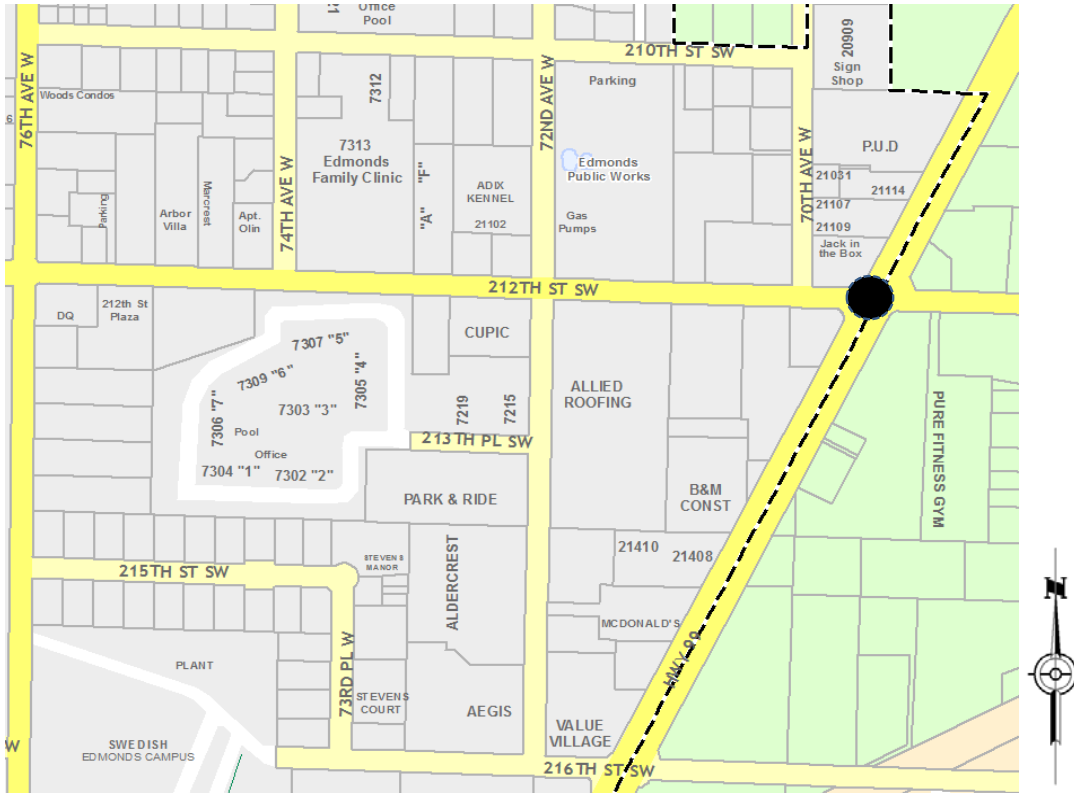 Office
Pool
210TH ST SW
20909
Sign
Shop
76TH AVE W
Woods Condos
7312
72ND AVE W
Parking
7313
Edmonds
Family Clinic
P.U.D
Edmonds
Public Works
70TH AVE W
21031
21114
21107
21109
Jack in
the Box
Parking
Arbor
Villa
Marcrest
Apt.
Olin
74TH AVE W
"A" "F"
ADIX
KENNEL
21102
Gas
Pumps
212TH ST SW
DQ
212th St
Plaza
7307 "5"
7309 "6"
7305 "4"
7303 "3"
7306 "7"
Pool
Office
7304 "1"
7302 "2"
CUPIC
7219
7215
213TH PL SW
ALLIED
ROOFING
PURE FITNESS GYM
PARK & RIDE
B&M
CONST
21410
21408
215TH ST SW
STEVENS
MANOR
ALDERCREST
MCDONALD'S
HWY 99
PLANT
73RD PL W
STEVENS
COURT
AEGIS
VALUE
VILLAGE
W
SWEDISH
EDMONDS CAMPUS
216TH ST SW
N